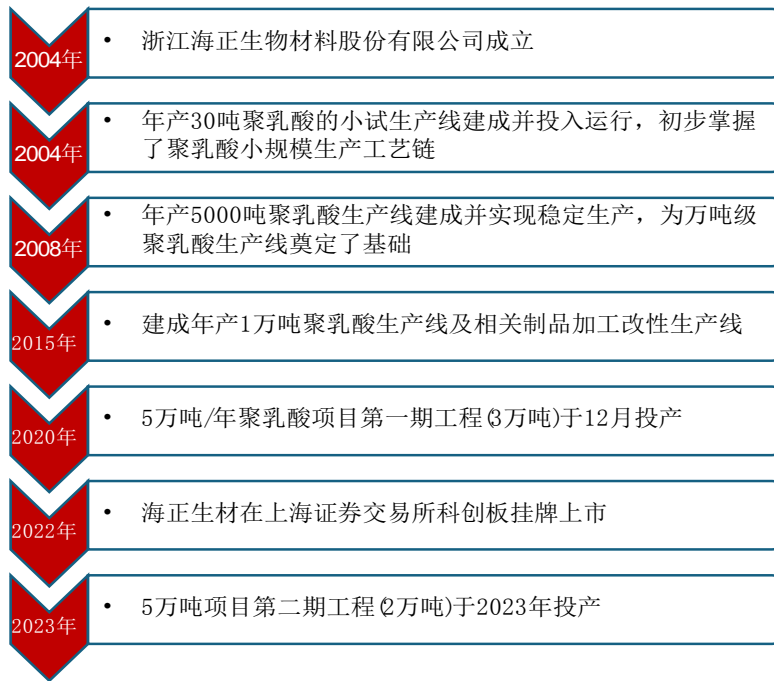 2004年
• 浙江海正生物材料股份有限公司成立
2004年
• 年产30吨聚乳酸的小试生产线建成并投入运行，初步掌握
了聚乳酸小规模生产工艺链
2008年
• 年产5000吨聚乳酸生产线建成并实现稳定生产，为万吨级
聚乳酸生产线奠定了基础
2015年
• 建成年产1万吨聚乳酸生产线及相关制品加工改性生产线
2020年
• 5万吨/年聚乳酸项目第一期工程(3万吨)于12月投产
2022年
• 海正生材在上海证券交易所科创板挂牌上市
2023年
• 5万吨项目第二期工程(2万吨)于2023年投产